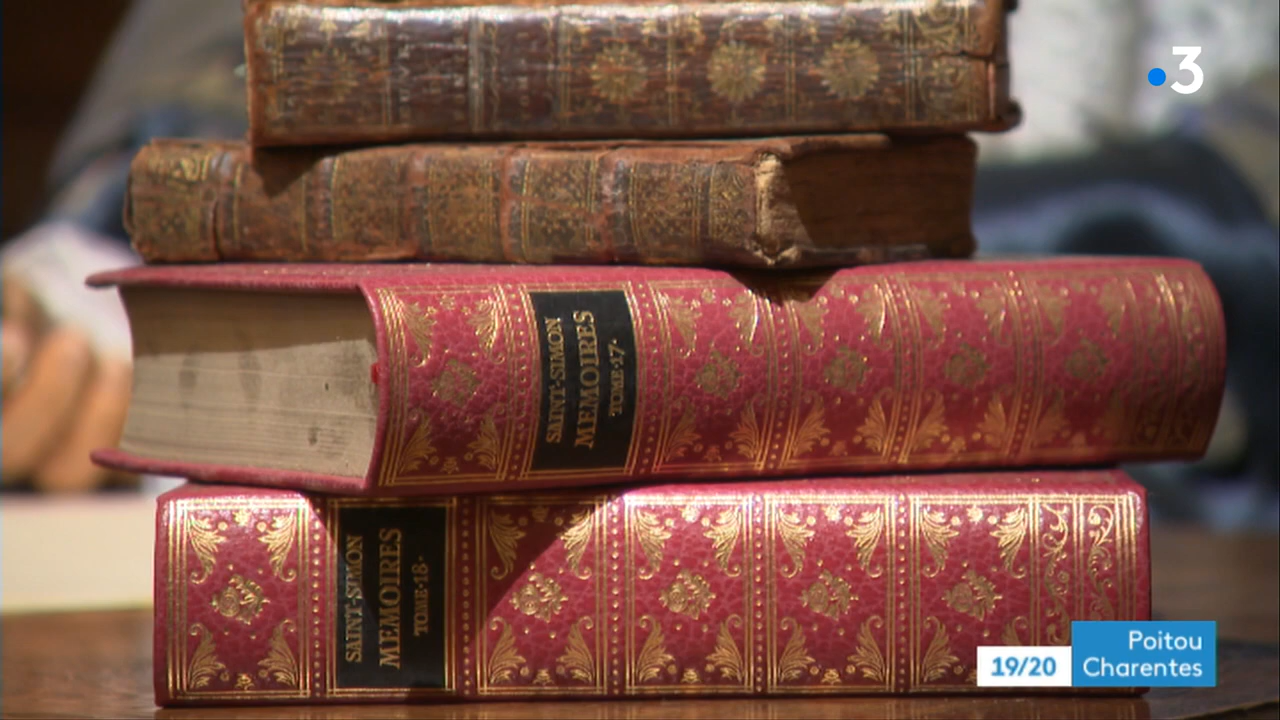 3
SAINT-SIMON
MEMOIRES
TOME·17·
SAINT-SIMON
MEMOIRES
TOME·18·
19/20
Poitou
Charentes